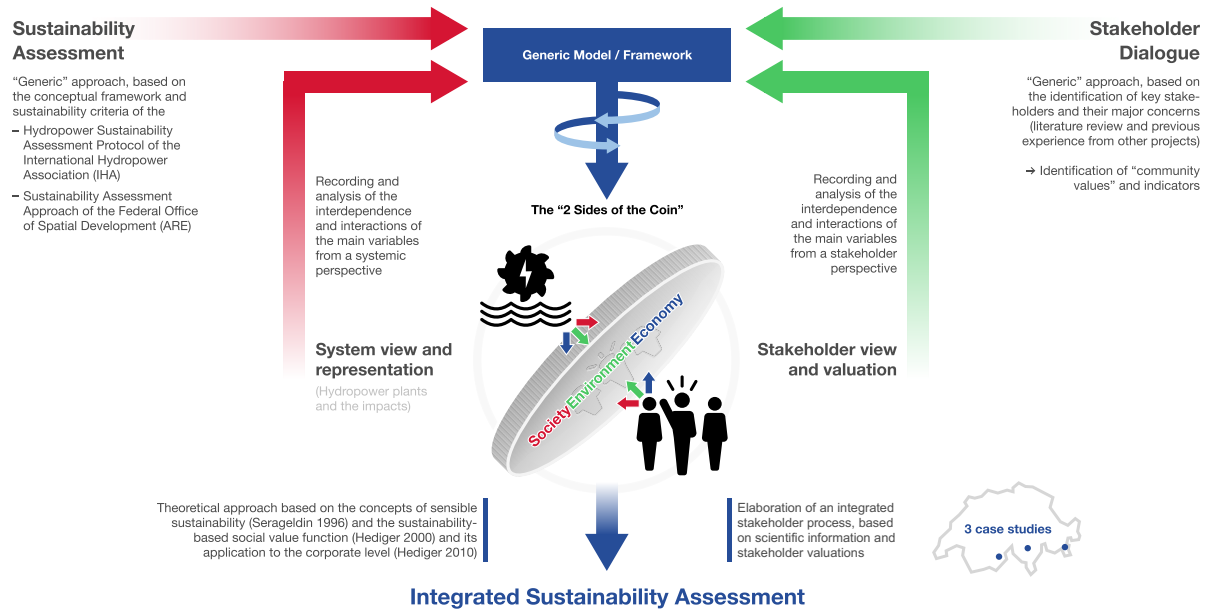 Sustainability
Assessment
“Generic” approach, based on
the conceptual framework and
sustainability criteria of the
– Hydropower Sustainability
Assessment Protocol of the
International Hydropower
Association (IHA)
– Sustainability Assessment
Approach of the Federal Office
of Spatial Development (ARE)
Generic Model / Framework
Stakeholder
Dialogue
“Generic” approach, based on
the identification of key stake-
holders and their major concerns
(literature review and previous
experience from other projects)
→ Identification of “community
values” and indicators
Recording and
analysis of the
interdependence
and interactions of
the main variables
from a systemic
perspective
System view and
representation
(Hydropower plants
and the impacts)
The “2 Sides of the Coin”
Society Environment Economy
Recording and
analysis of the
interdependence
and interactions of
the main variables
from a stakeholder
perspective
Stakeholder view
and valuation
Theoretical approach based on the concepts of sensible
sustainability (Serageldin 1996) and the sustainability-
based social value function (Hediger 2000) and its
application to the corporate level (Hediger 2010)
Elaboration of an integrated
stakeholder process, based
on scientific information and
stakeholder valuations
3 case studies
Integrated Sustainability Assessment